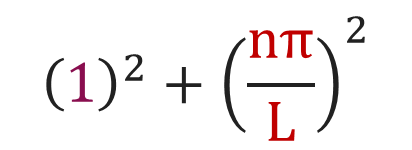 (1)² + (nπ/L)²